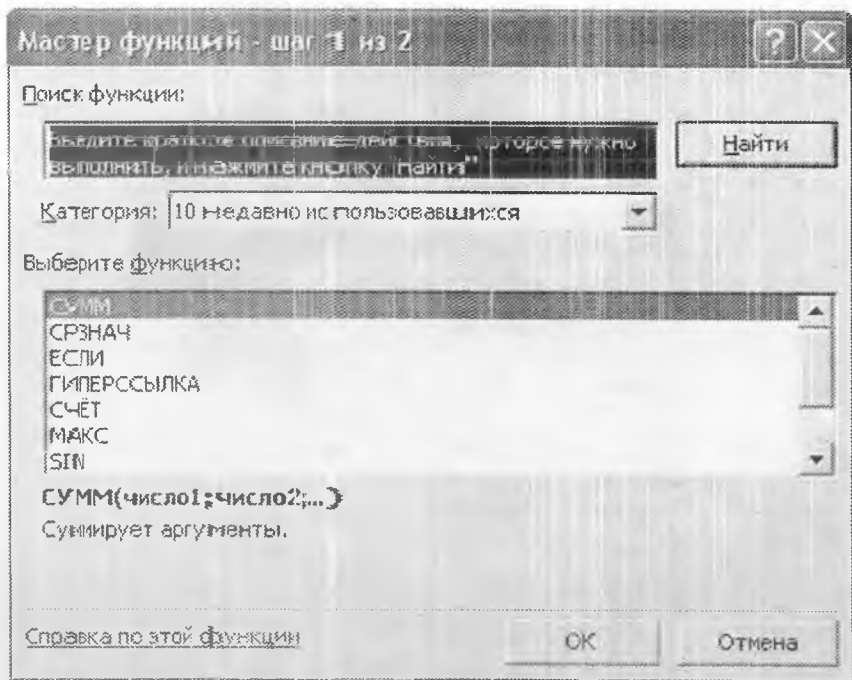 Мастер функций - шаг 1 из 2
Поиск функции:
Введите краткое описание действия, которое нужно
выполнить, и нажмите кнопку "Найти"
Найти
Категория: 10 недавно использовавшихся
Выберите функцию:
СУММ
СРЗНАЧ
ЕСЛИ
ГИПЕРССЫЛКА
СЧЁТ
МАКС
SIN
СУММ(число1;число2;...)
Суммирует аргументы.
Справка по этой функции
ОК
Отмена